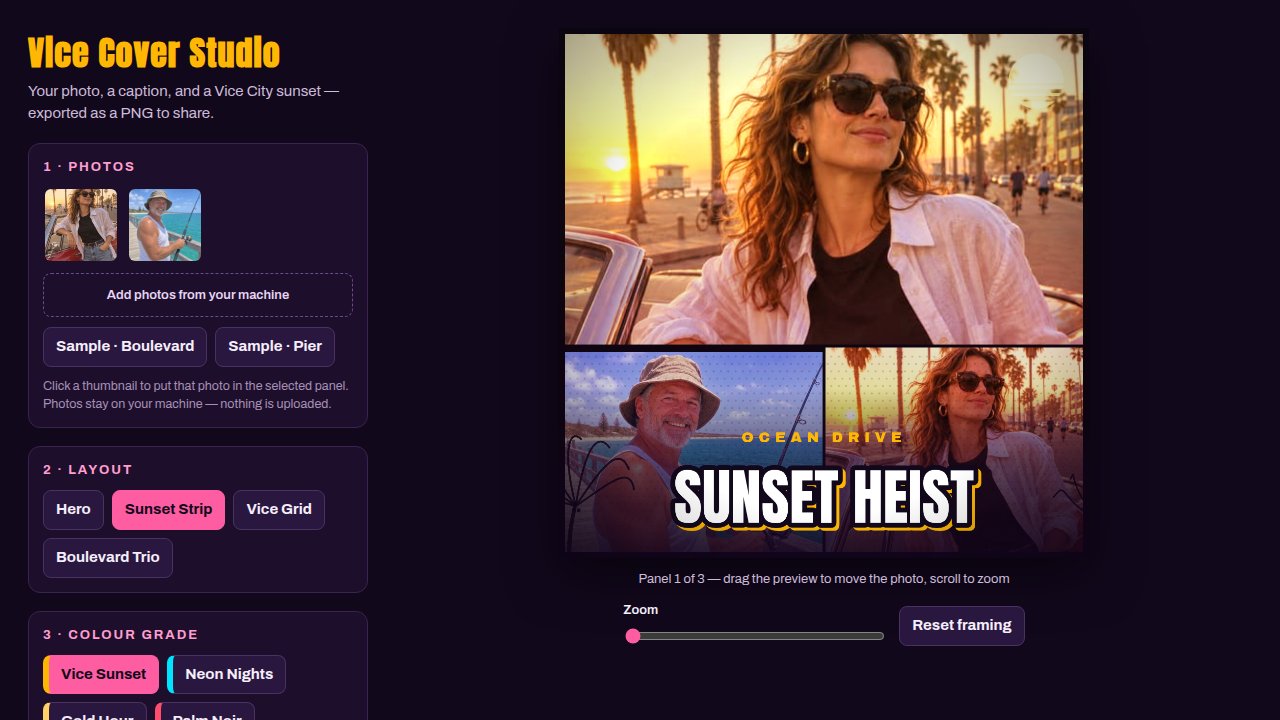 Vice Cover Studio
Your photo, a caption, and a Vice City sunset —
exported as a PNG to share.
1 · PHOTOS
Add photos from your machine
Sample · Boulevard
Sample · Pier
Click a thumbnail to put that photo in the selected panel.
Photos stay on your machine — nothing is uploaded.
2 · LAYOUT
Hero
Sunset Strip
Vice Grid
Boulevard Trio
3 · COLOUR GRADE
Vice Sunset
Neon Nights
Gold Hour
Palm Noir
OCEAN DRIVE
SUNSET HEIST
Panel 1 of 3 — drag the preview to move the photo, scroll to zoom
Zoom
Reset framing